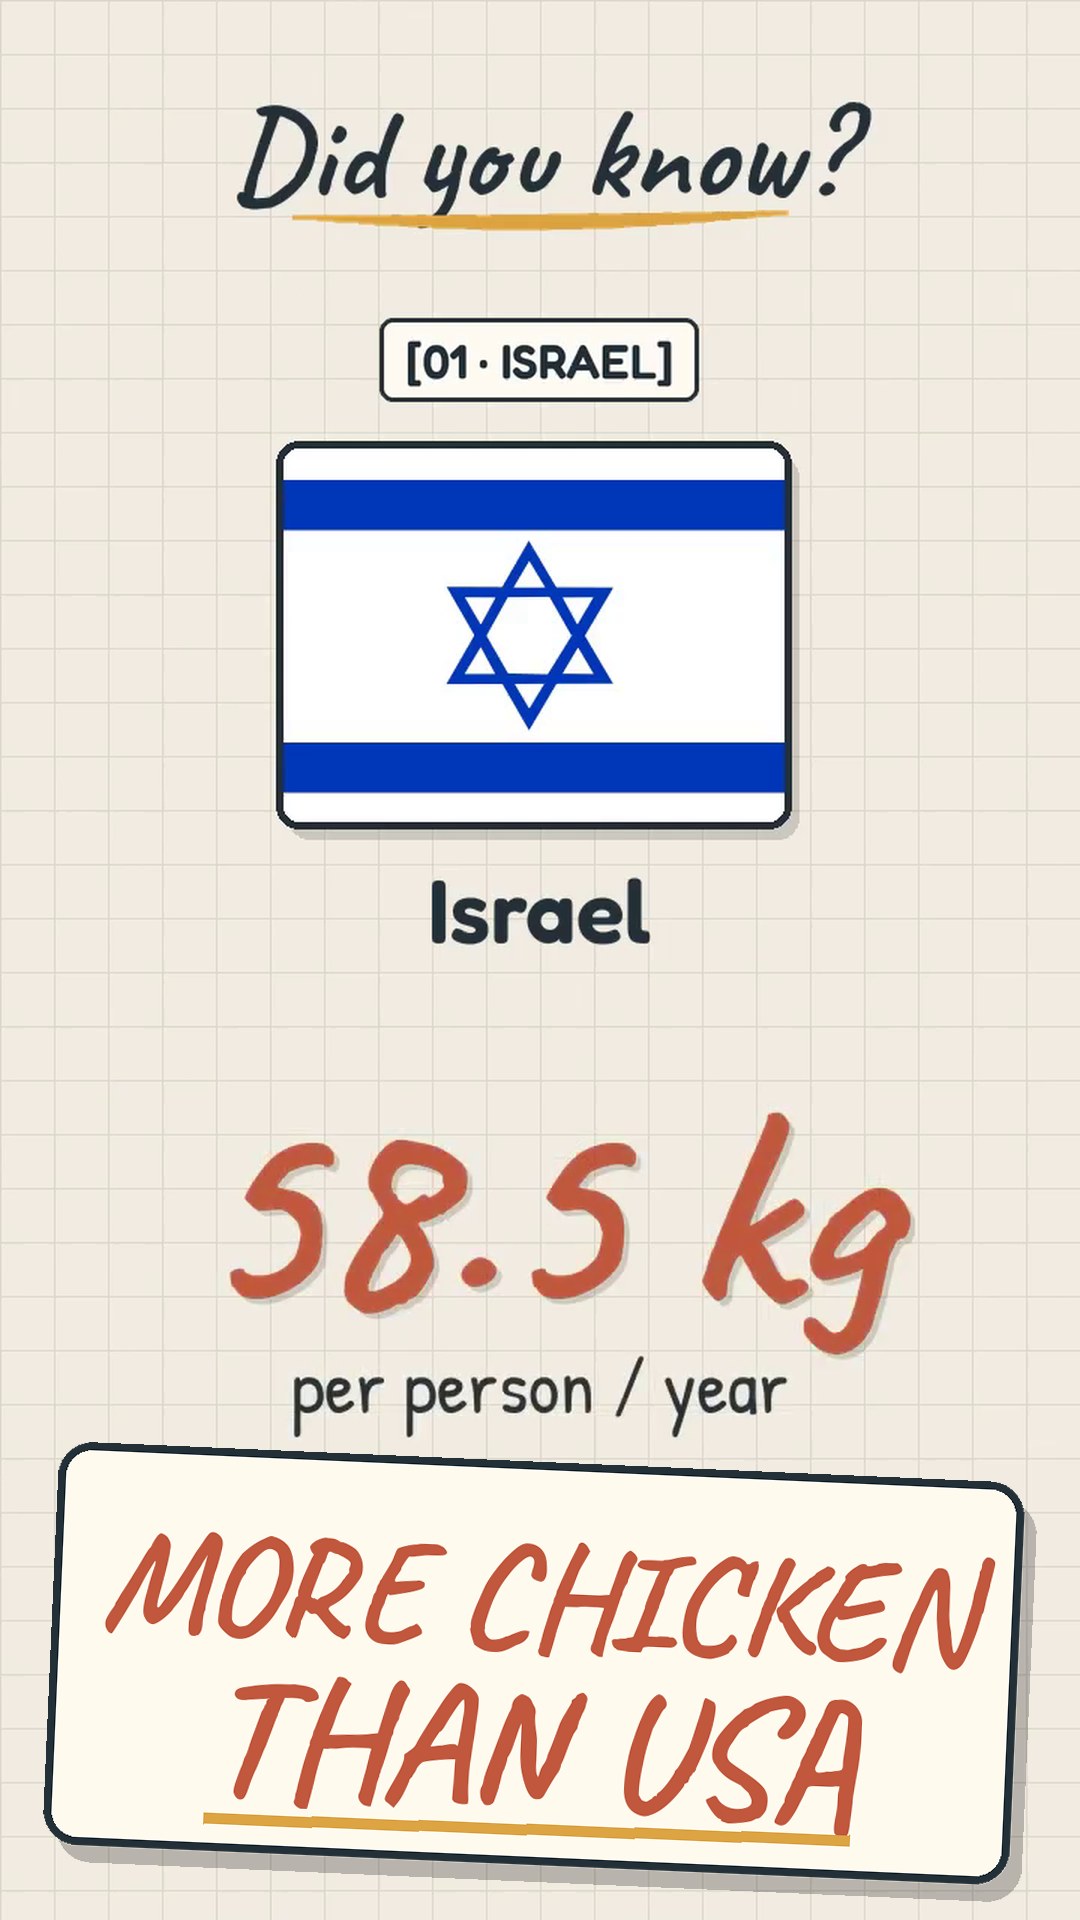 Did you know?
[01 · ISRAEL]
Israel
58.5 kg
per person / year
MORE CHICKEN
THAN USA